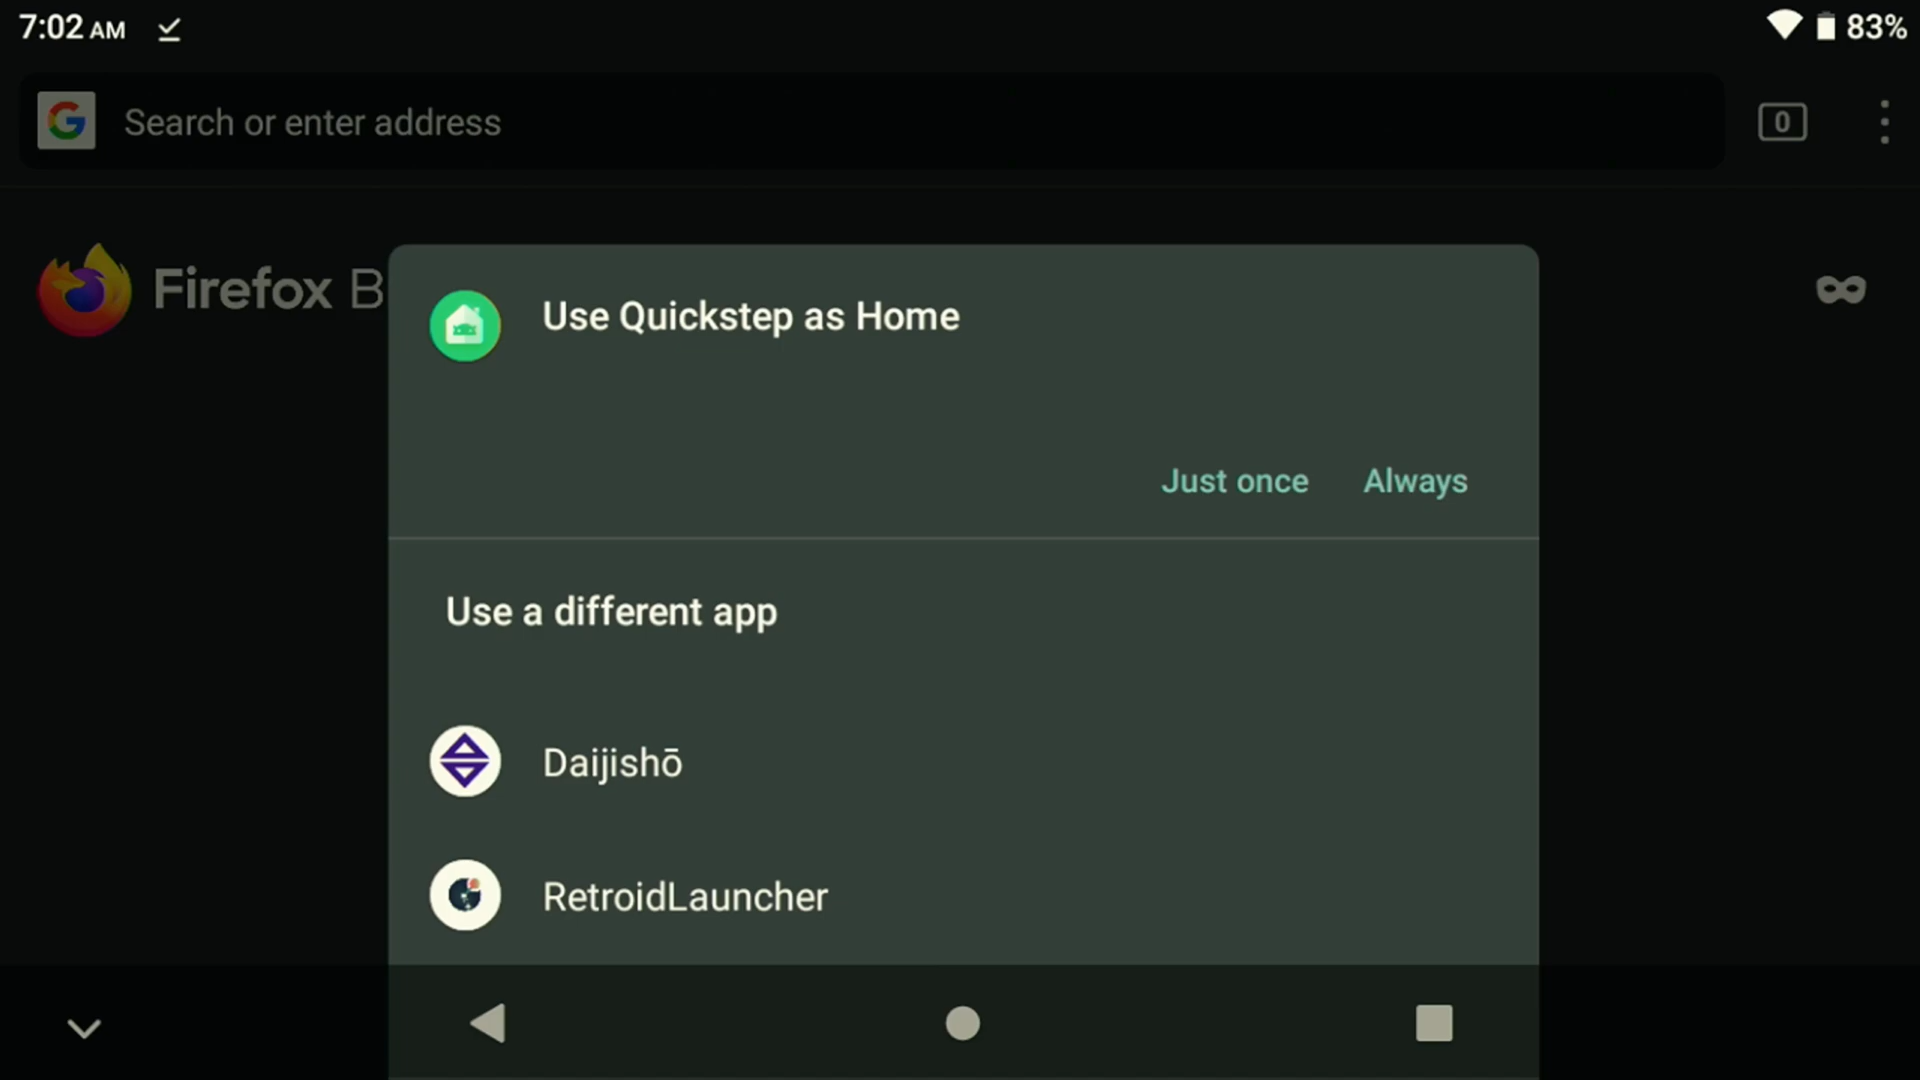 7:02 AM
83%
Search or enter address
0
Firefox B
Use Quickstep as Home
Just once
Always
Use a different app
Daijishō
RetroidLauncher